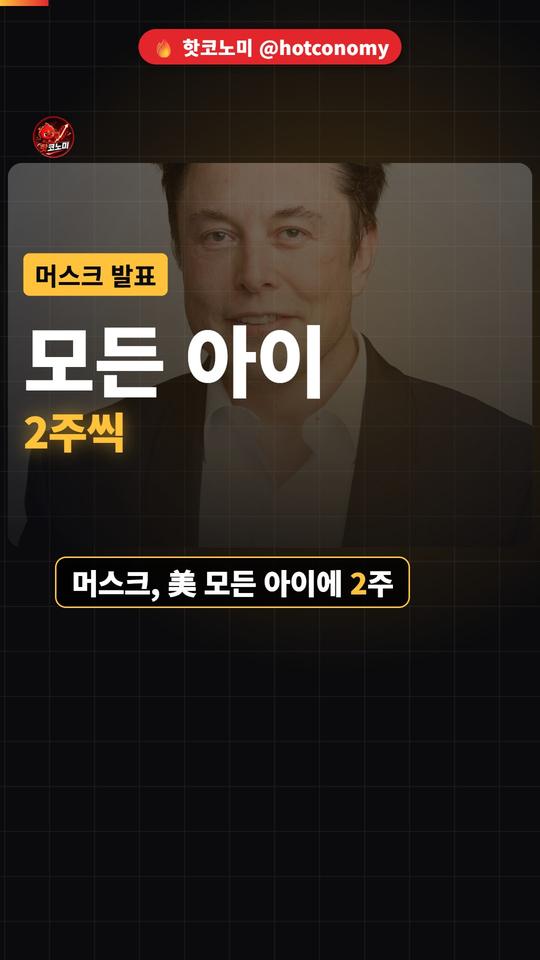 🔥 핫코노미 @hotconomy
핫코노미
머스크 발표
모든 아이
2주씩
머스크, 美 모든 아이에 2주